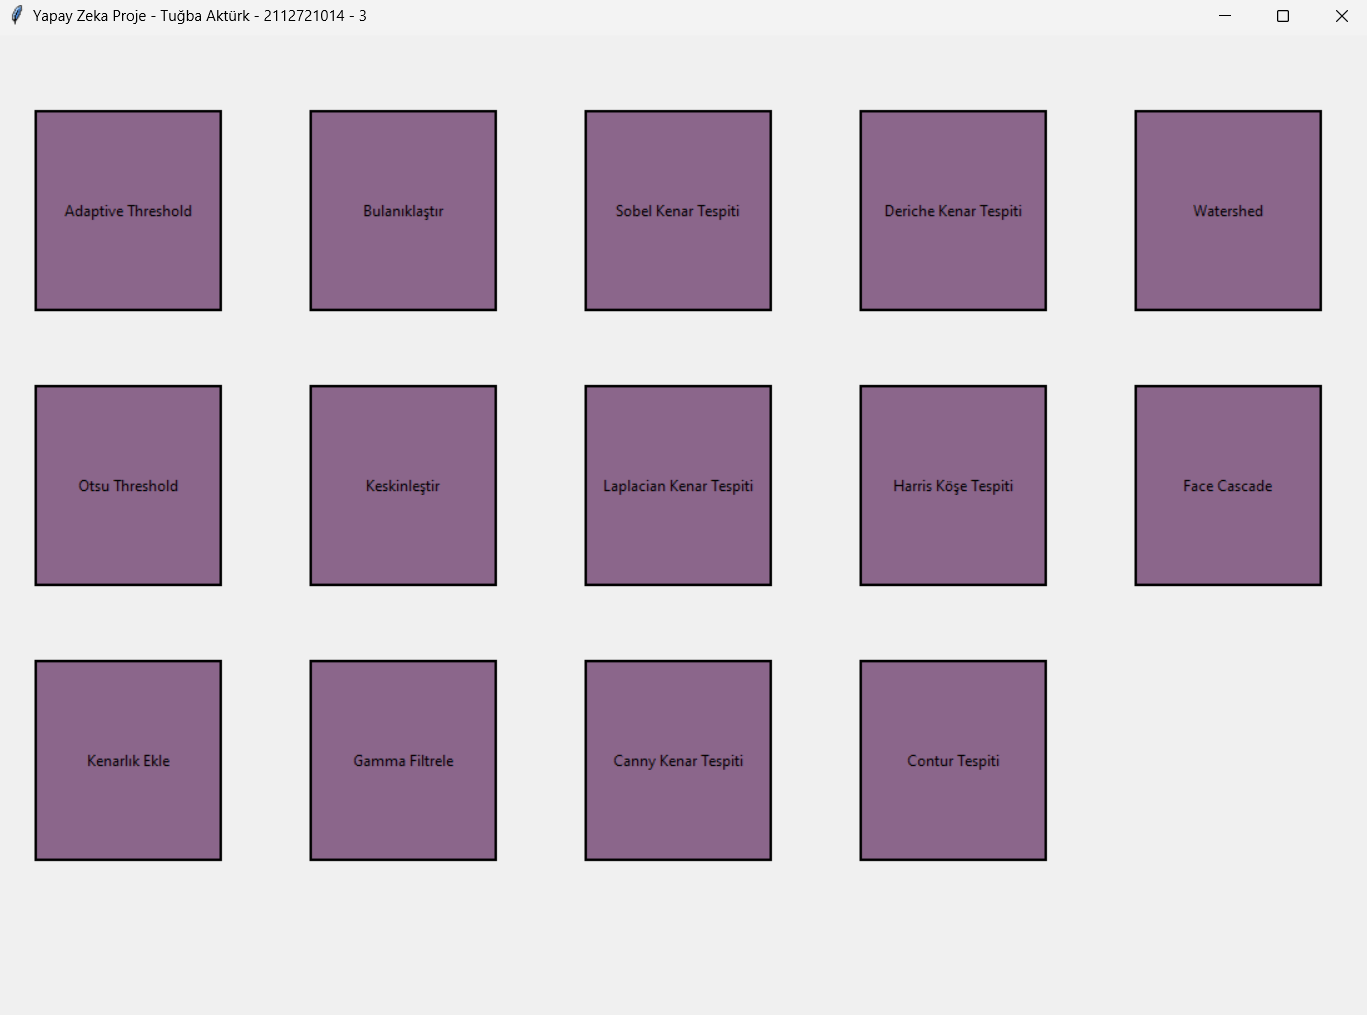 Yapay Zeka Proje - Tuğba Aktürk - 2112721014 - 3
Adaptive Threshold
Bulanıklaştır
Sobel Kenar Tespiti
Deriche Kenar Tespiti
Watershed
Otsu Threshold
Keskinleştir
Laplacian Kenar Tespiti
Harris Köşe Tespiti
Face Cascade
Kenarlık Ekle
Gamma Filtrele
Canny Kenar Tespiti
Contur Tespiti